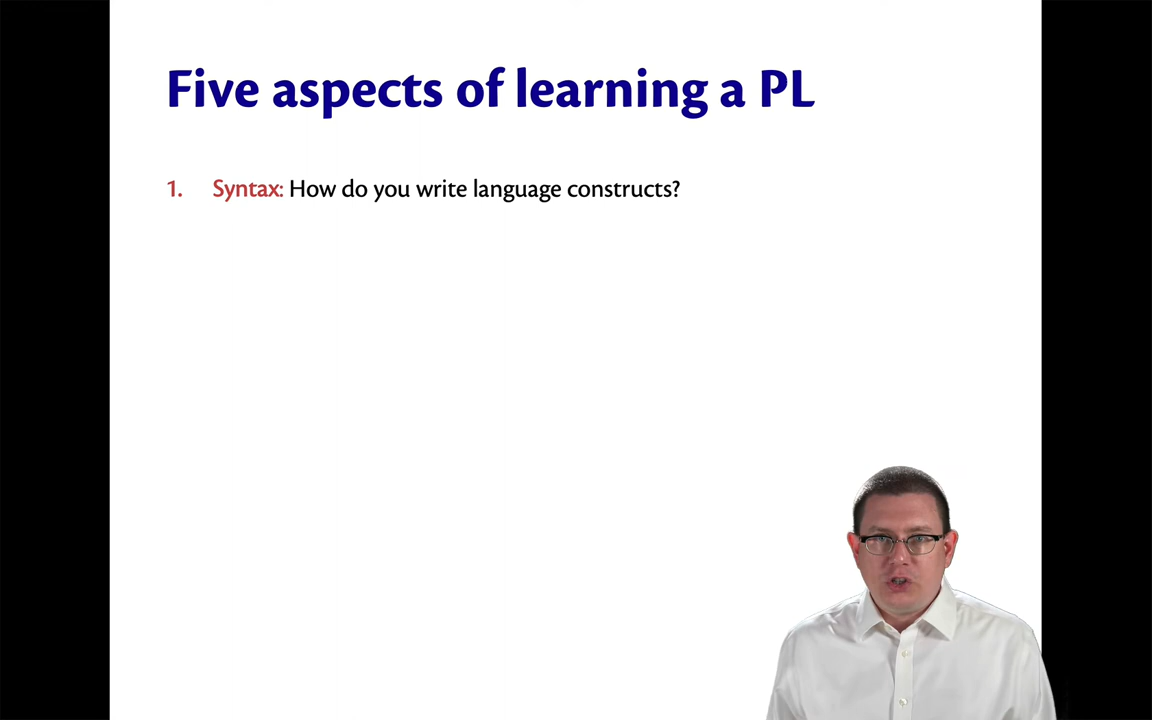 Five aspects of learning a PL
1. Syntax: How do you write language constructs?